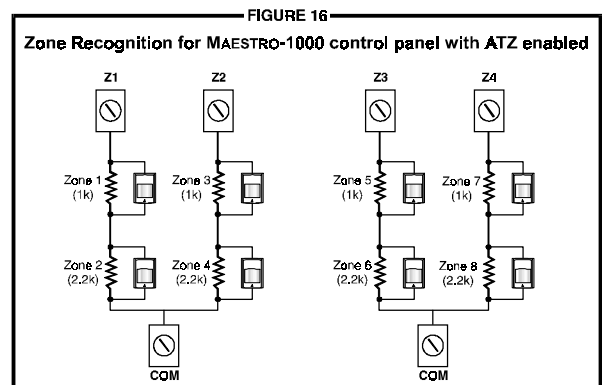 FIGURE 16
Zone Recognition for MAESTRO-1000 control panel with ATZ enabled
Z1 Z2 Z3 Z4
Zone 1 Zone 3 Zone 5 Zone 7
(1k) (1k) (1k) (1k)
Zone 2 Zone 4 Zone 6 Zone 8
(2.2k) (2.2k) (2.2k) (2.2k)
COM COM